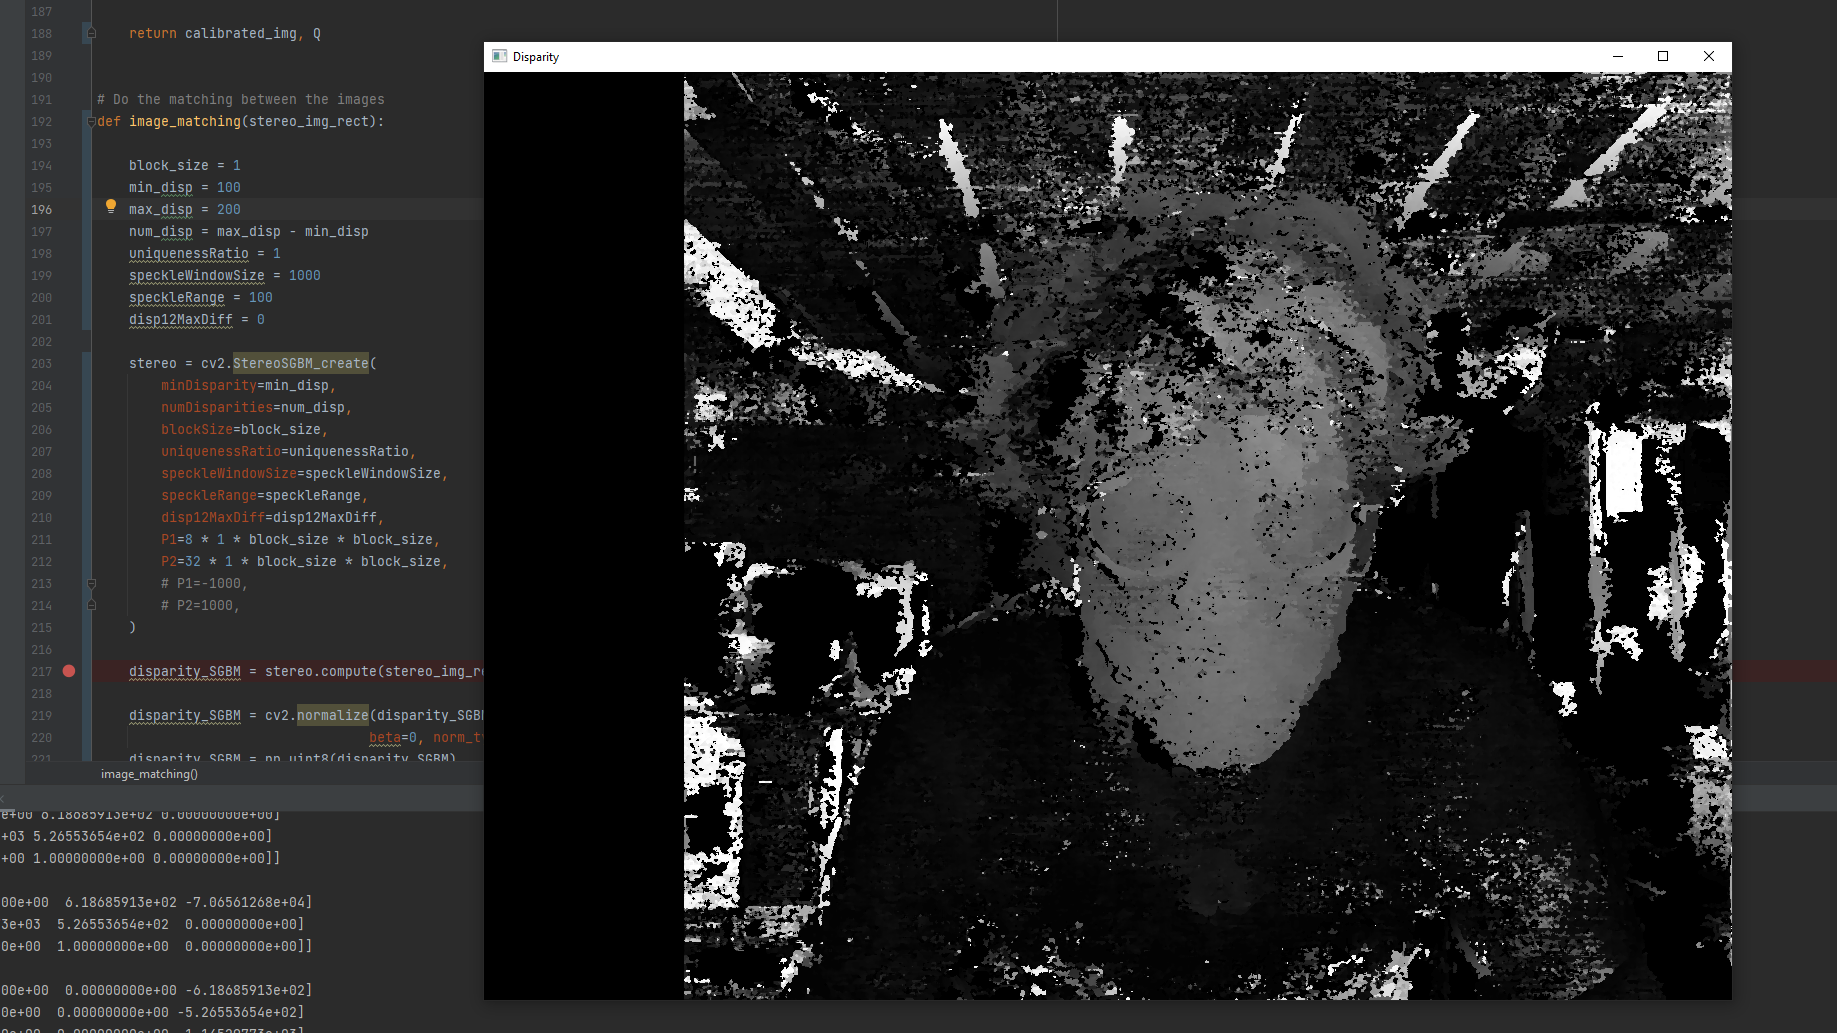 187
188 return calibrated_img, Q
189
190
191 # Do the matching between the images
192 def image_matching(stereo_img_rect):
193
194 block_size = 1
195 min_disp = 100
196 max_disp = 200
197 num_disp = max_disp - min_disp
198 uniquenessRatio = 1
199 speckleWindowSize = 1000
200 speckleRange = 100
201 disp12MaxDiff = 0
202
203 stereo = cv2.StereoSGBM_create(
204 minDisparity=min_disp,
205 numDisparities=num_disp,
206 blockSize=block_size,
207 uniquenessRatio=uniquenessRatio,
208 speckleWindowSize=speckleWindowSize,
209 speckleRange=speckleRange,
210 disp12MaxDiff=disp12MaxDiff,
211 P1=8 * 1 * block_size * block_size,
212 P2=32 * 1 * block_size * block_size,
213 # P1=-1000,
214 # P2=1000,
215 )
216
217 disparity_SGBM = stereo.compute(stereo_img_re
218
219 disparity_SGBM = cv2.normalize(disparity_SGBM
220 beta=0, norm_t
221 disparity_SGBM = np.uint8(disparity_SGBM)
image_matching()
Disparity
e+00 6.18685913e+02 0.00000000e+00]
+03 5.26553654e+02 0.00000000e+00]
+00 1.00000000e+00 0.00000000e+00]]
00e+00 6.18685913e+02 -7.06561268e+04]
3e+03 5.26553654e+02 0.00000000e+00]
0e+00 1.00000000e+00 0.00000000e+00]]
00e+00 0.00000000e+00 -6.18685913e+02]
0e+00 0.00000000e+00 -5.26553654e+02]